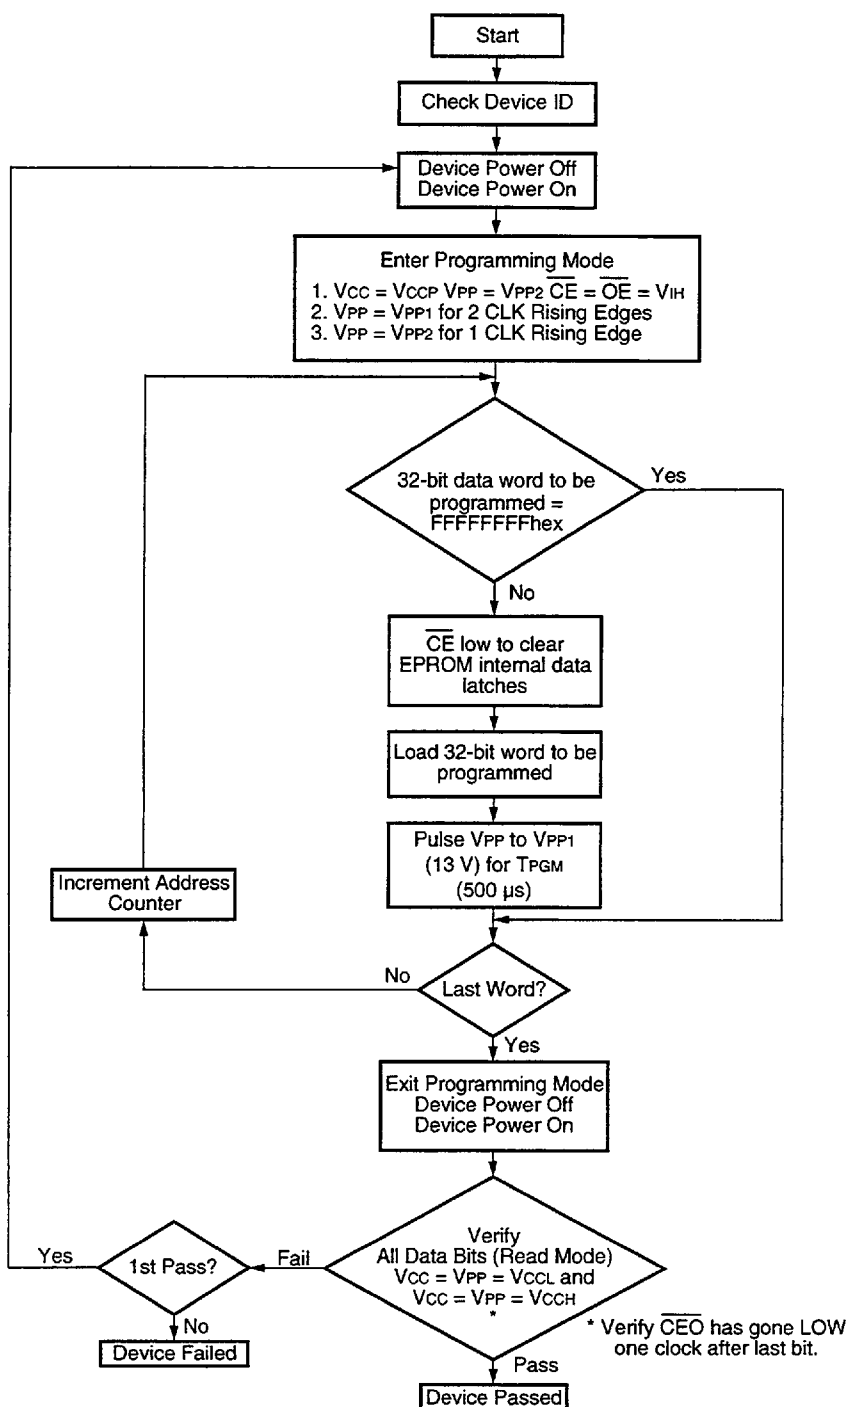 Start
Check Device ID
Device Power Off
Device Power On
Enter Programming Mode
1. VCC = VCCP VPP = VPP2 C̅E̅ = O̅E̅ = VIH
2. VPP = VPP1 for 2 CLK Rising Edges
3. VPP = VPP2 for 1 CLK Rising Edge
32-bit data word to be
programmed =
FFFFFFFFhex
Yes
No
C̅E̅ low to clear
EPROM internal data
latches
Load 32-bit word to be
programmed
Pulse VPP to VPP1
(13 V) for TPGM
(500 µs)
Increment Address
Counter
No
Last Word?
Yes
Exit Programming Mode
Device Power Off
Device Power On
Verify
All Data Bits (Read Mode)
VCC = VPP = VCCL and
VCC = VPP = VCCH
*
Fail
1st Pass?
Yes
No
Device Failed
* Verify C̅E̅O̅ has gone LOW
one clock after last bit.
Pass
Device Passed